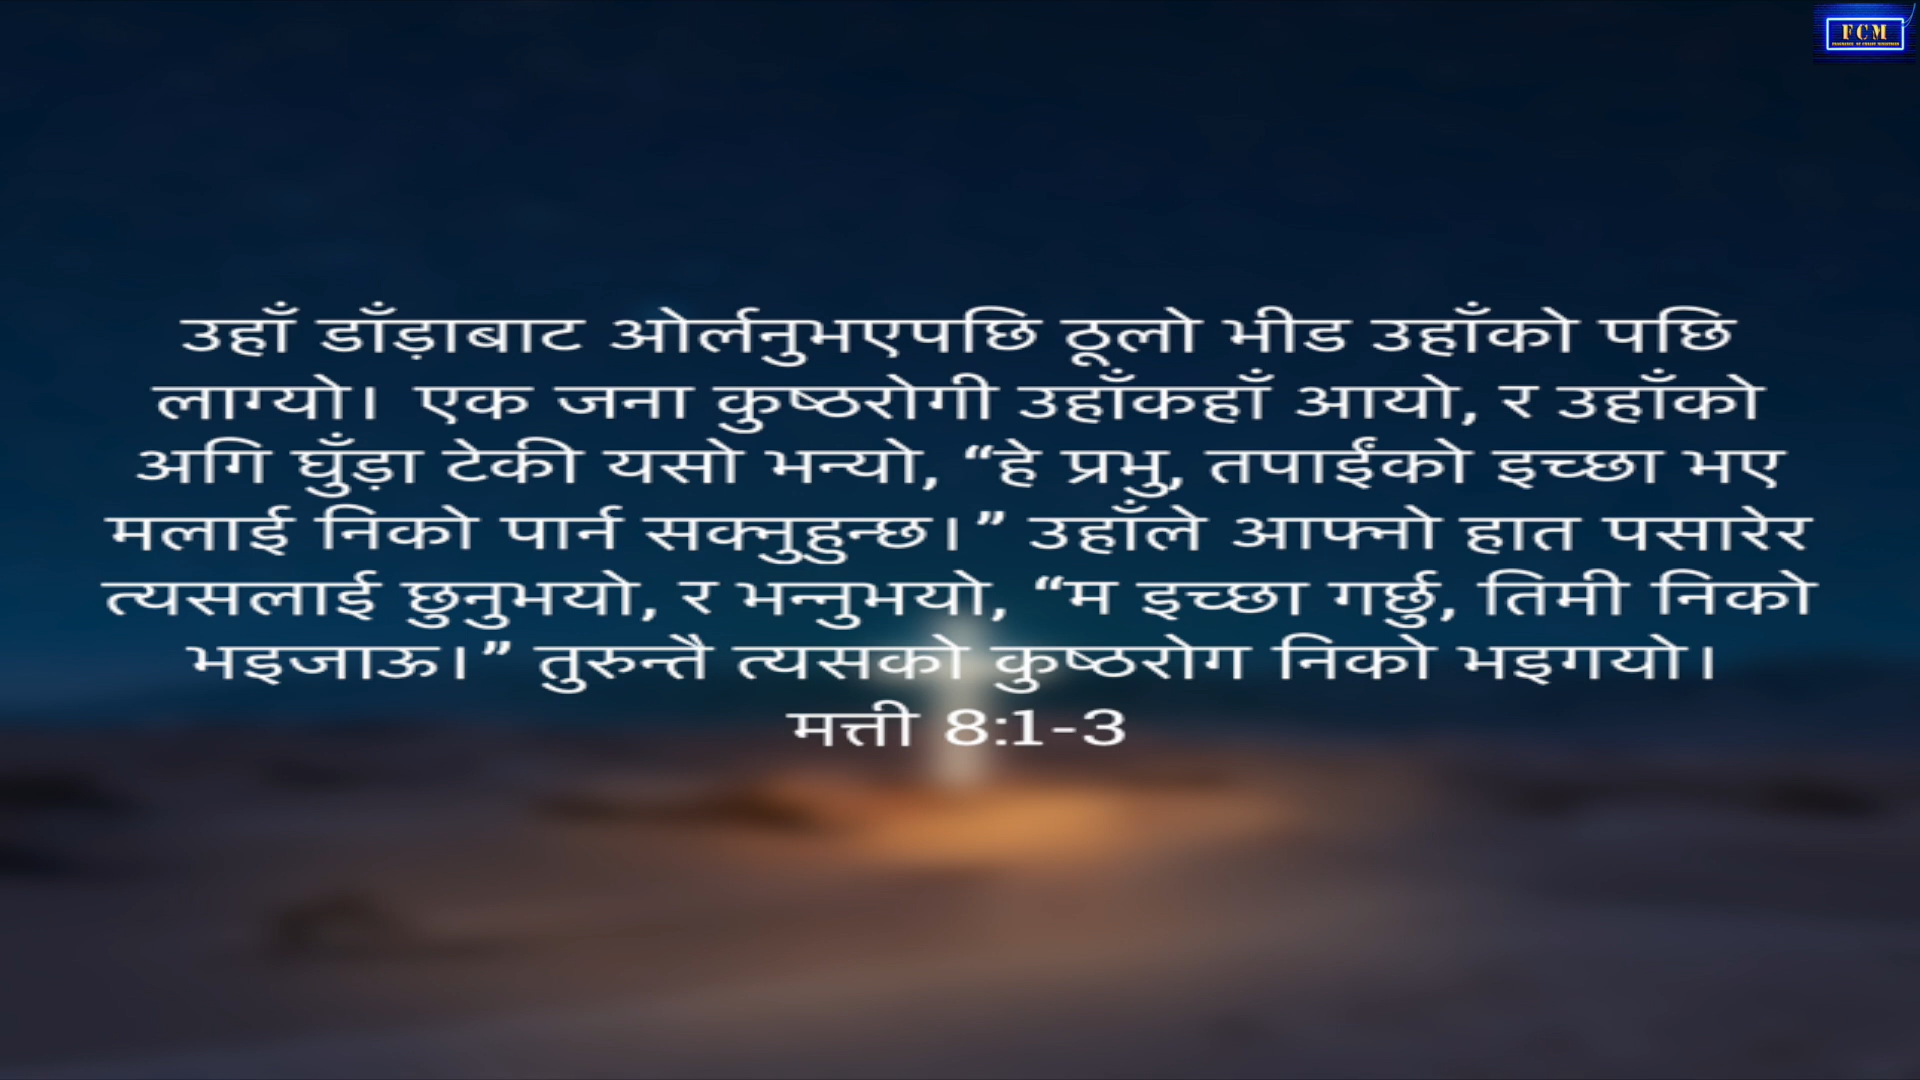 FCM
उहाँ डाँड़ाबाट ओर्लनुभएपछि ठूलो भीड उहाँको पछि
लाग्यो। एक जना कुष्ठरोगी उहाँकहाँ आयो, र उहाँको
अगि घुँड़ा टेकी यसो भन्यो, “हे प्रभु, तपाईंको इच्छा भए
मलाई निको पार्न सक्नुहुन्छ।” उहाँले आफ्नो हात पसारेर
त्यसलाई छुनुभयो, र भन्नुभयो, “म इच्छा गर्छु, तिमी निको
भइजाऊ।” तुरुन्तै त्यसको कुष्ठरोग निको भइगयो।
मत्ती 8:1-3